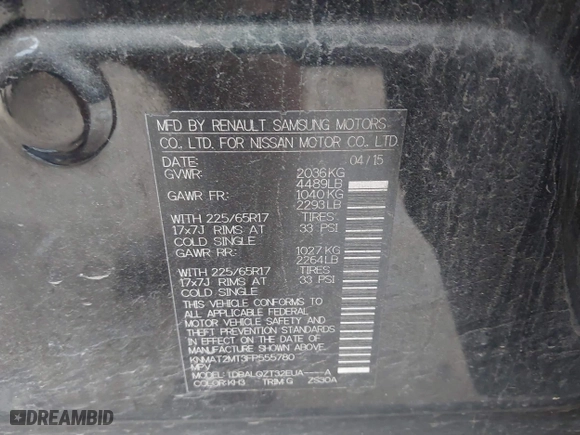 MFD BY RENAULT SAMSUNG MOTORS
CO., LTD. FOR NISSAN MOTOR CO., LTD.
DATE: 04/15
GVWR: 2036KG
4489LB
GAWR FR: 1040KG
2293LB
WITH 225/65R17 TIRES
17x7J RIMS AT 33 PSI
COLD SINGLE
GAWR RR: 1027KG
2264LB
WITH 225/65R17 TIRES
17x7J RIMS AT 33 PSI
COLD SINGLE
THIS VEHICLE CONFORMS TO
ALL APPLICABLE FEDERAL
MOTOR VEHICLE SAFETY AND
THEFT PREVENTION STANDARDS
IN EFFECT ON THE DATE OF
MANUFACTURE SHOWN ABOVE.
KNMAT2MT3FP555780
MPV
MODEL: TDBALGZT32EUA-----A
COLOR:KH3 TRIM:G ZS30A
DREAMBID